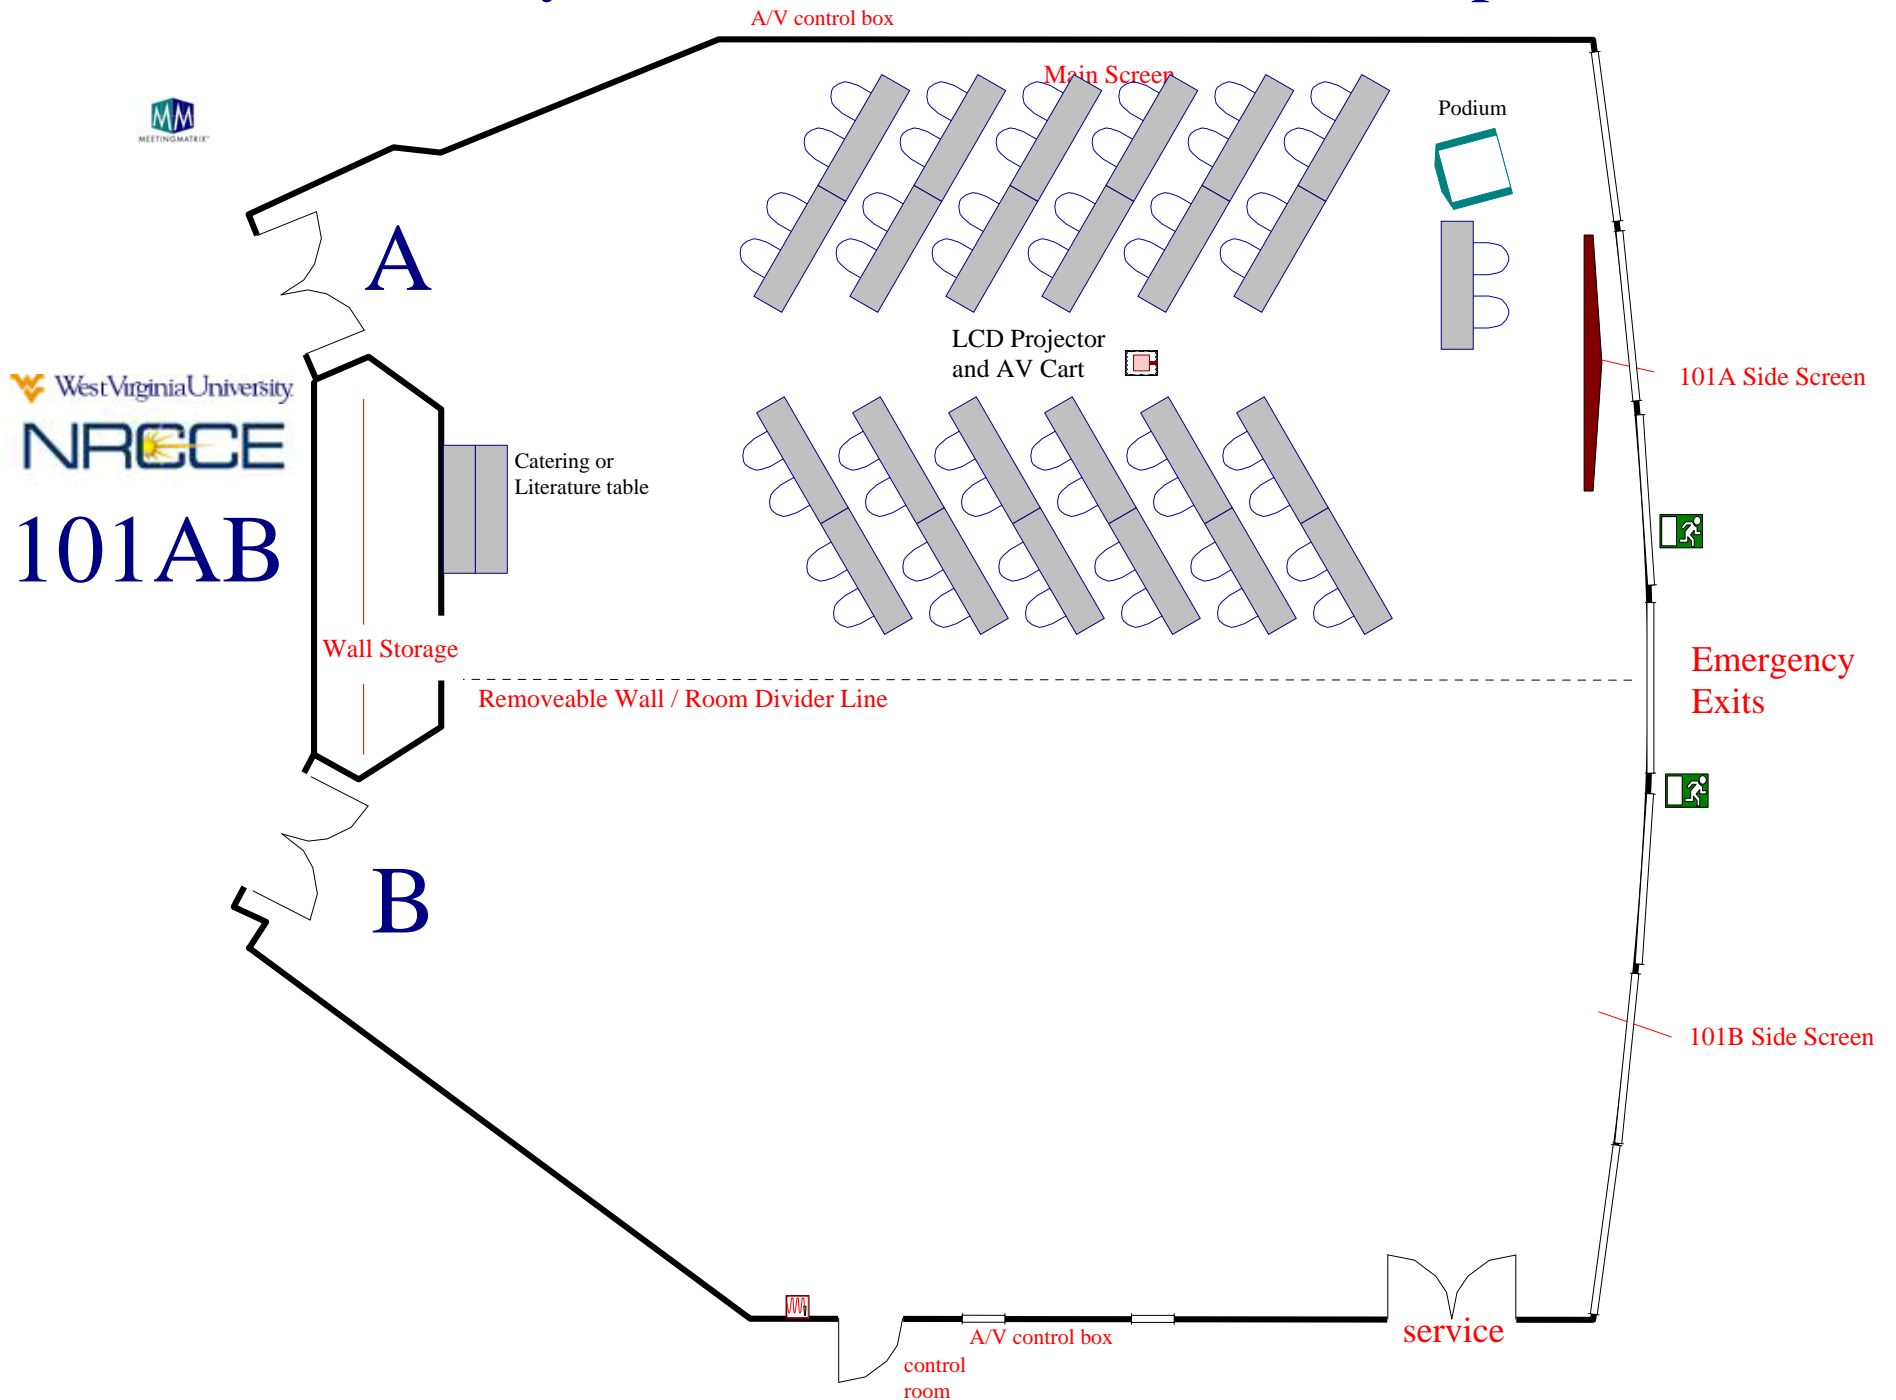 A/V control box
Main Screen
Podium
MM
MEETINGMATRIX
A
LCD Projector
and AV Cart
West Virginia University
NRCCE
101AB
101A Side Screen
Catering or
Literature table
Wall Storage
Removeable Wall / Room Divider Line
Emergency
Exits
B
101B Side Screen
A/V control box
service
control
room